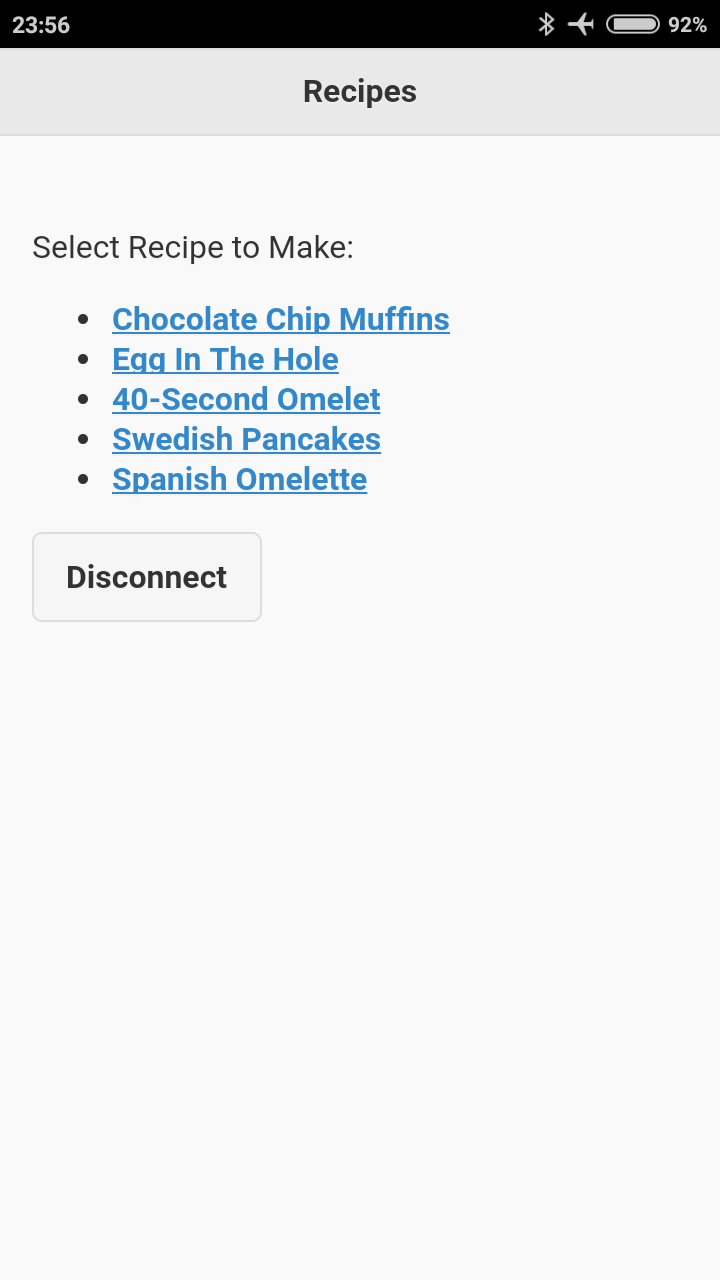 23:56 92%
Recipes
Select Recipe to Make:
Chocolate Chip Muffins
Egg In The Hole
40-Second Omelet
Swedish Pancakes
Spanish Omelette
Disconnect